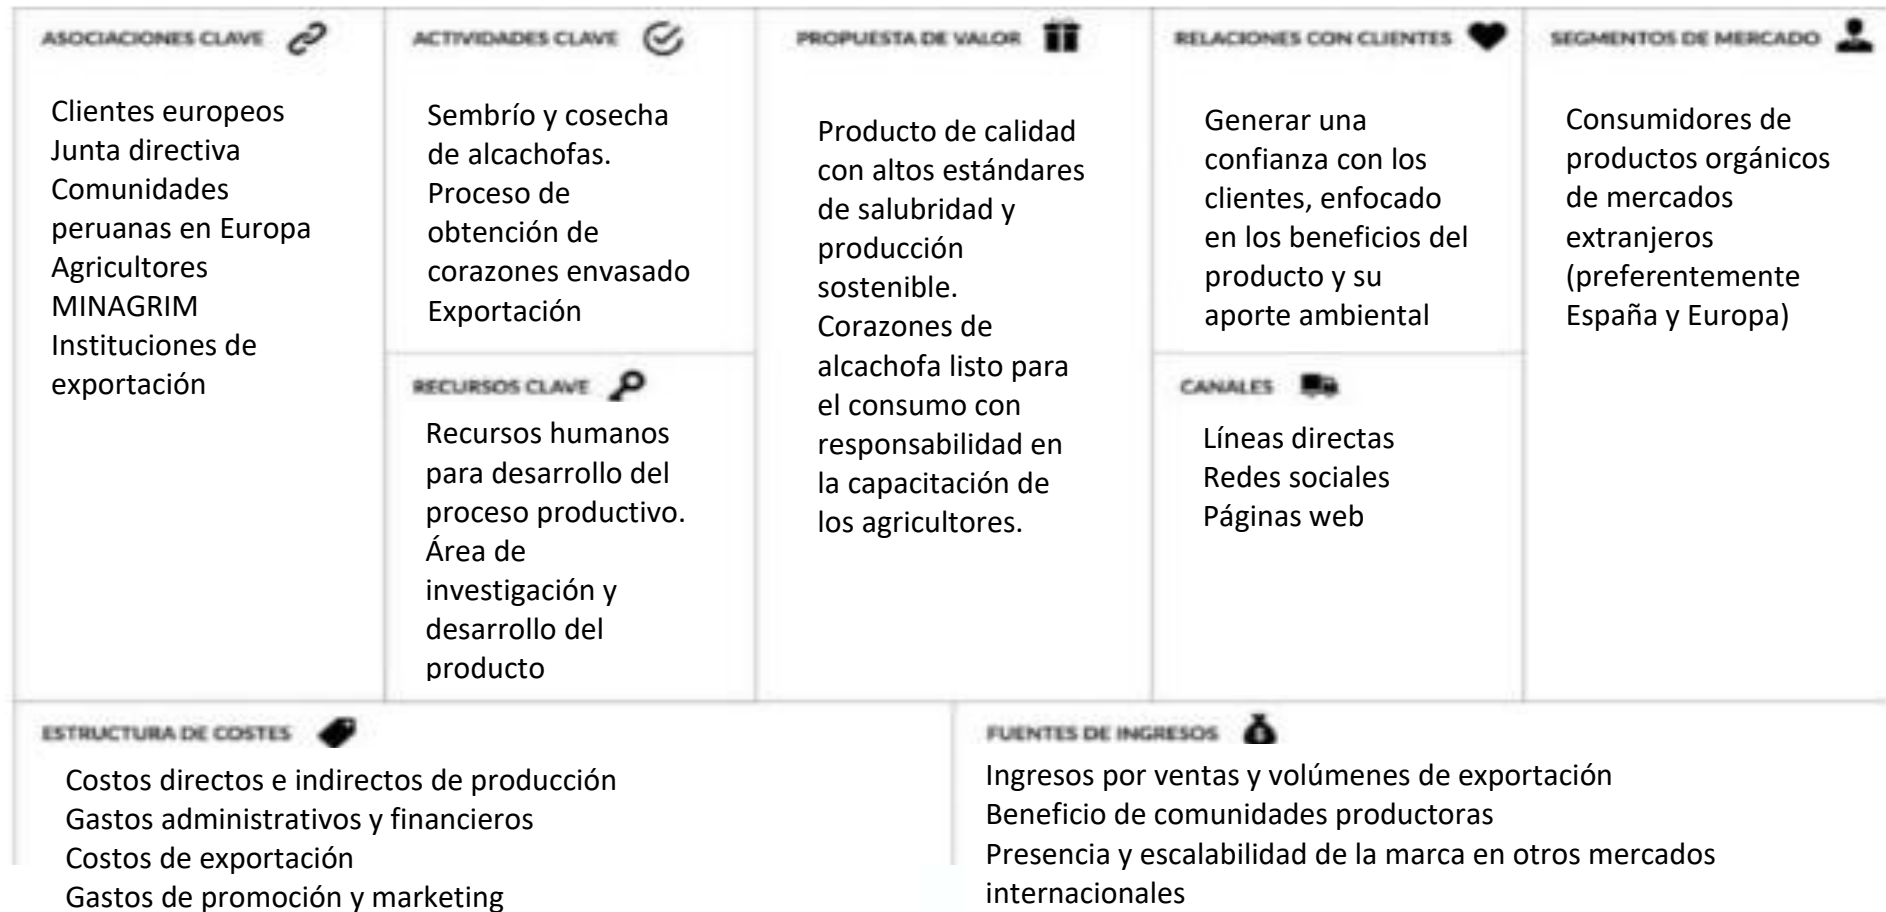 ASOCIACIONES CLAVE
Clientes europeos
Junta directiva
Comunidades
peruanas en Europa
Agricultores
MINAGRIM
Instituciones de
exportación
ACTIVIDADES CLAVE
Sembrío y cosecha
de alcachofas.
Proceso de
obtención de
corazones envasado
Exportación
RECURSOS CLAVE
Recursos humanos
para desarrollo del
proceso productivo.
Área de
investigación y
desarrollo del
producto
PROPUESTA DE VALOR
Producto de calidad
con altos estándares
de salubridad y
producción
sostenible.
Corazones de
alcachofa listo para
el consumo con
responsabilidad en
la capacitación de
los agricultores.
RELACIONES CON CLIENTES
Generar una
confianza con los
clientes, enfocado
en los beneficios del
producto y su
aporte ambiental
CANALES
Líneas directas
Redes sociales
Páginas web
SEGMENTOS DE MERCADO
Consumidores de
productos orgánicos
de mercados
extranjeros
(preferentemente
España y Europa)
ESTRUCTURA DE COSTES
Costos directos e indirectos de producción
Gastos administrativos y financieros
Costos de exportación
Gastos de promoción y marketing
FUENTES DE INGRESOS
Ingresos por ventas y volúmenes de exportación
Beneficio de comunidades productoras
Presencia y escalabilidad de la marca en otros mercados
internacionales